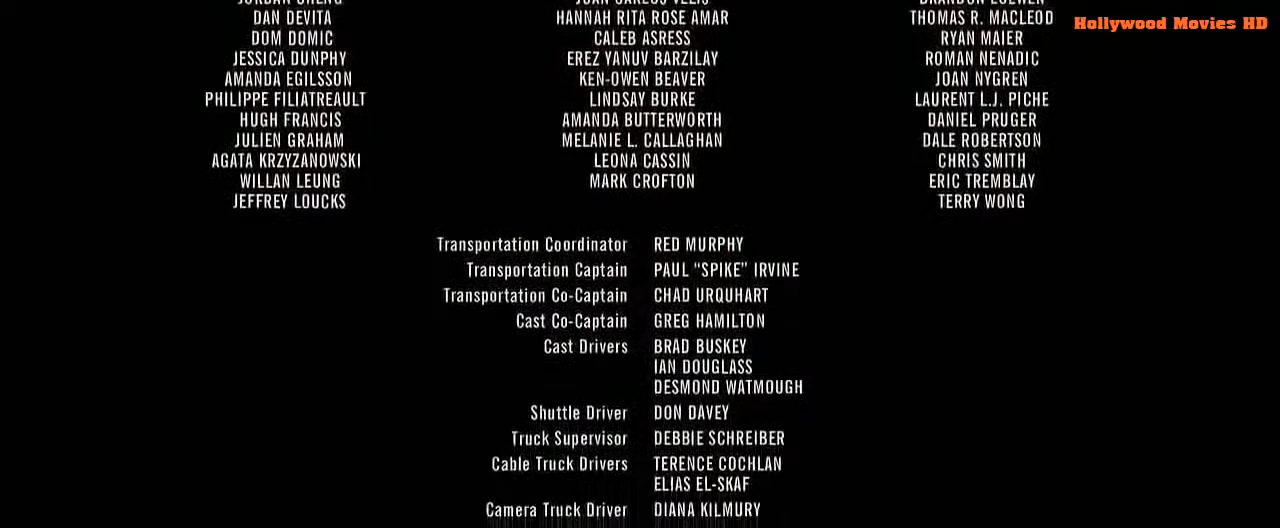 DAN DEVITA
DOM DOMIC
JESSICA DUNPHY
AMANDA EGILSSON
PHILIPPE FILIATREAULT
HUGH FRANCIS
JULIEN GRAHAM
AGATA KRZYZANOWSKI
WILLAN LEUNG
JEFFREY LOUCKS
HANNAH RITA ROSE AMAR
CALEB ASRESS
EREZ YANUV BARZILAY
KEN-OWEN BEAVER
LINDSAY BURKE
AMANDA BUTTERWORTH
MELANIE L. CALLAGHAN
LEONA CASSIN
MARK CROFTON
THOMAS R. MACLEOD
RYAN MAIER
ROMAN NENADIC
JOAN NYGREN
LAURENT L.J. PICHE
DANIEL PRUGER
DALE ROBERTSON
CHRIS SMITH
ERIC TREMBLAY
TERRY WONG
Hollywood Movies HD
Transportation Coordinator RED MURPHY
Transportation Captain PAUL "SPIKE" IRVINE
Transportation Co-Captain CHAD URQUHART
Cast Co-Captain GREG HAMILTON
Cast Drivers BRAD BUSKEY
IAN DOUGLASS
DESMOND WATMOUGH
Shuttle Driver DON DAVEY
Truck Supervisor DEBBIE SCHREIBER
Cable Truck Drivers TERENCE COCHLAN
ELIAS EL-SKAF
Camera Truck Driver DIANA KILMURY